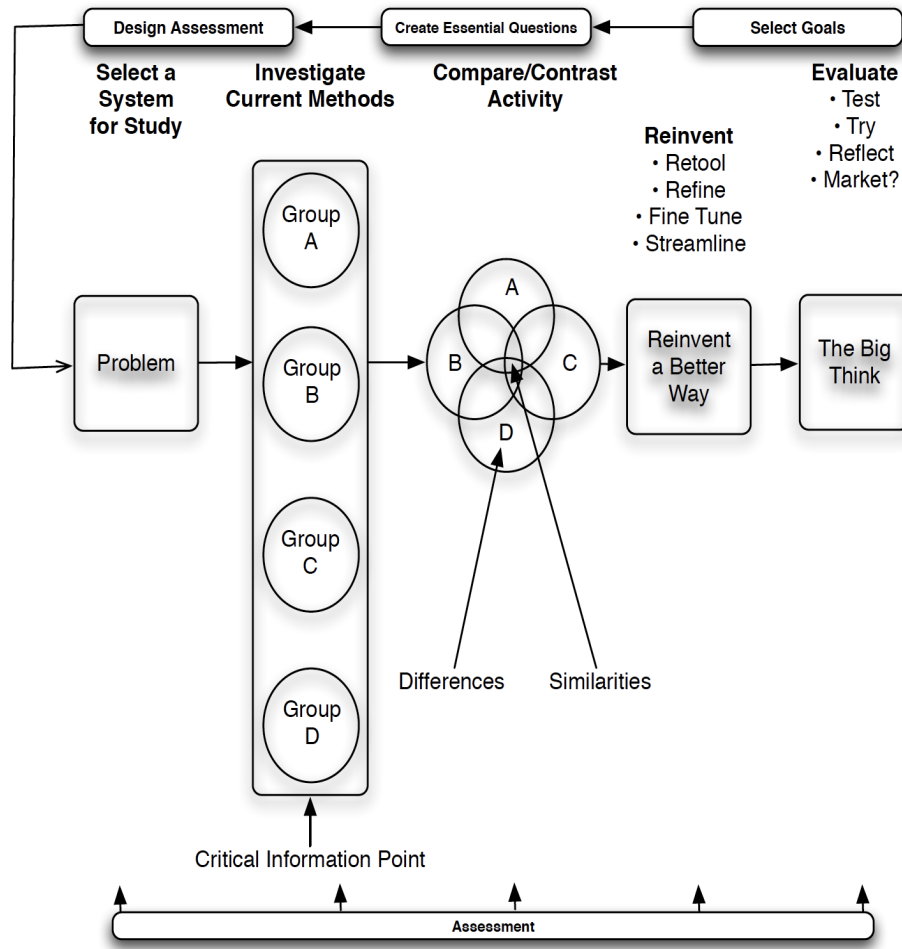 Design Assessment
Create Essential Questions
Select Goals
Select a
System
for Study
Investigate
Current Methods
Compare/Contrast
Activity
Evaluate
• Test
• Try
• Reflect
• Market?
Reinvent
• Retool
• Refine
• Fine Tune
• Streamline
Problem
Group
A
Group
B
Group
C
Group
D
A
B
C
D
Reinvent
a Better
Way
The Big
Think
Differences
Similarities
Critical Information Point
Assessment